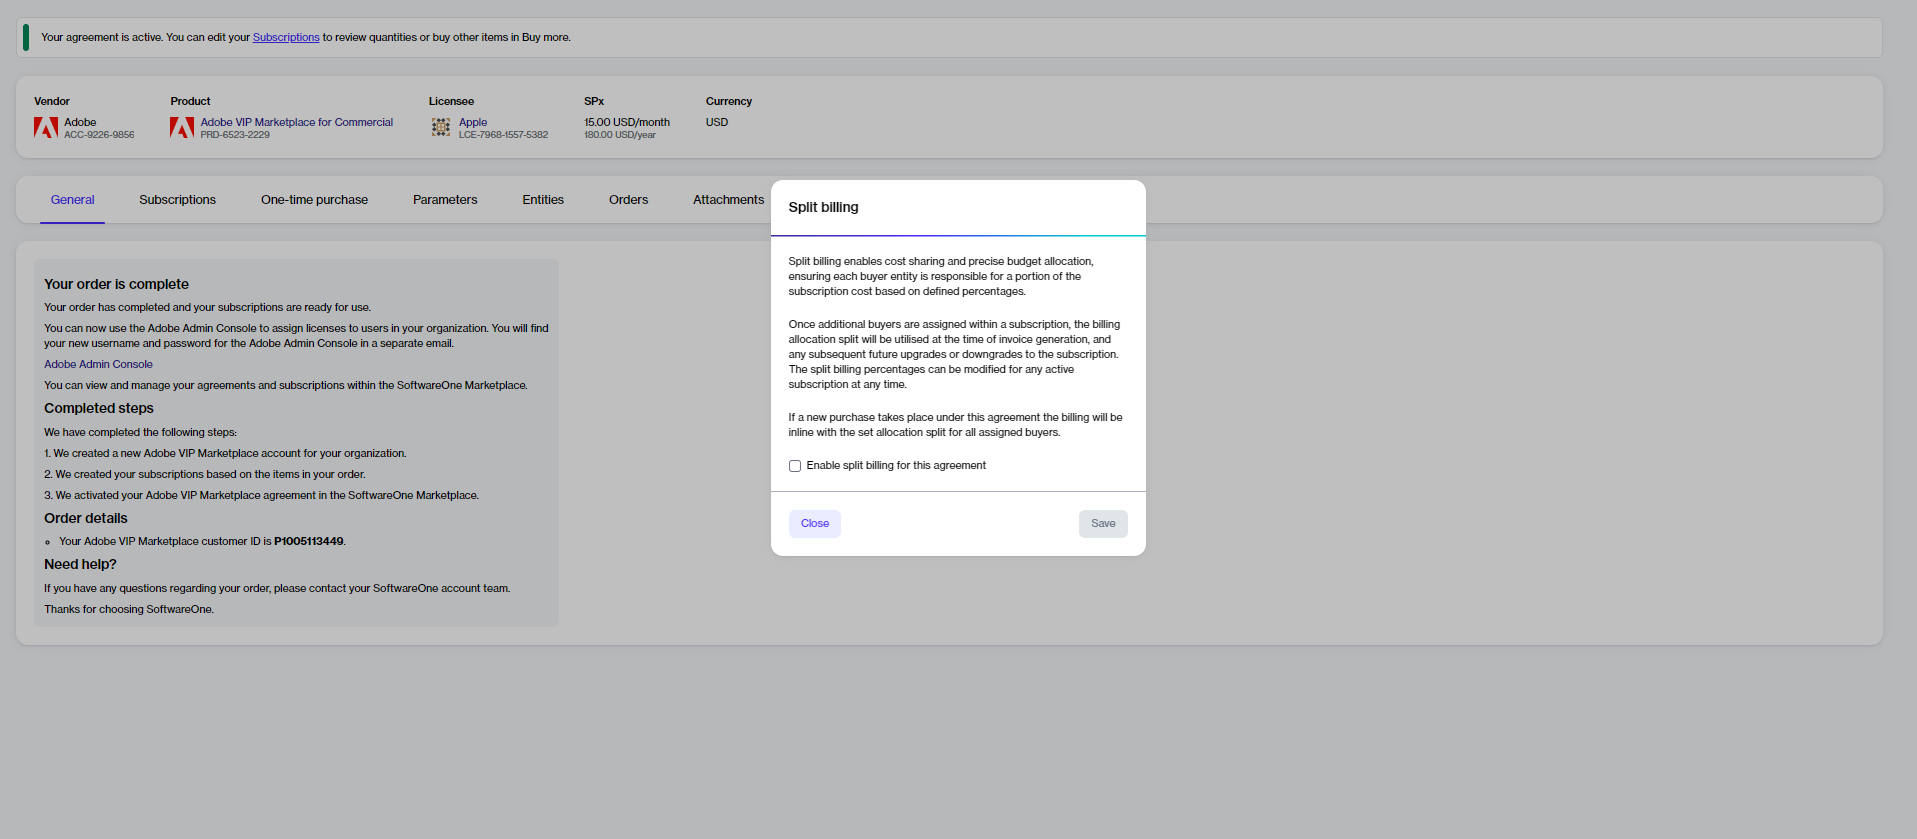 Your agreement is active. You can edit your Subscriptions to review quantities or buy other items in Buy more.
Vendor
Adobe
ACC-9226-9856
Product
Adobe VIP Marketplace for Commercial
PRD-6523-2229
Licensee
Apple
LCE-7968-1557-5382
SPx
15.00 USD/month
180.00 USD/year
Currency
USD
General
Subscriptions
One-time purchase
Parameters
Entities
Orders
Attachments
Your order is complete
Your order has completed and your subscriptions are ready for use.
You can now use the Adobe Admin Console to assign licenses to users in your organization. You will find
your new username and password for the Adobe Admin Console in a separate email.
Adobe Admin Console
You can view and manage your agreements and subscriptions within the SoftwareOne Marketplace.
Completed steps
We have completed the following steps:
1. We created a new Adobe VIP Marketplace account for your organization.
2. We created your subscriptions based on the items in your order.
3. We activated your Adobe VIP Marketplace agreement in the SoftwareOne Marketplace.
Order details
Your Adobe VIP Marketplace customer ID is P1005113449.
Need help?
If you have any questions regarding your order, please contact your SoftwareOne account team.
Thanks for choosing SoftwareOne.
Split billing
Split billing enables cost sharing and precise budget allocation,
ensuring each buyer entity is responsible for a portion of the
subscription cost based on defined percentages.
Once additional buyers are assigned within a subscription, the billing
allocation split will be utilised at the time of invoice generation, and
any subsequent future upgrades or downgrades to the subscription.
The split billing percentages can be modified for any active
subscription at any time.
If a new purchase takes place under this agreement the billing will be
inline with the set allocation split for all assigned buyers.
Enable split billing for this agreement
Close
Save